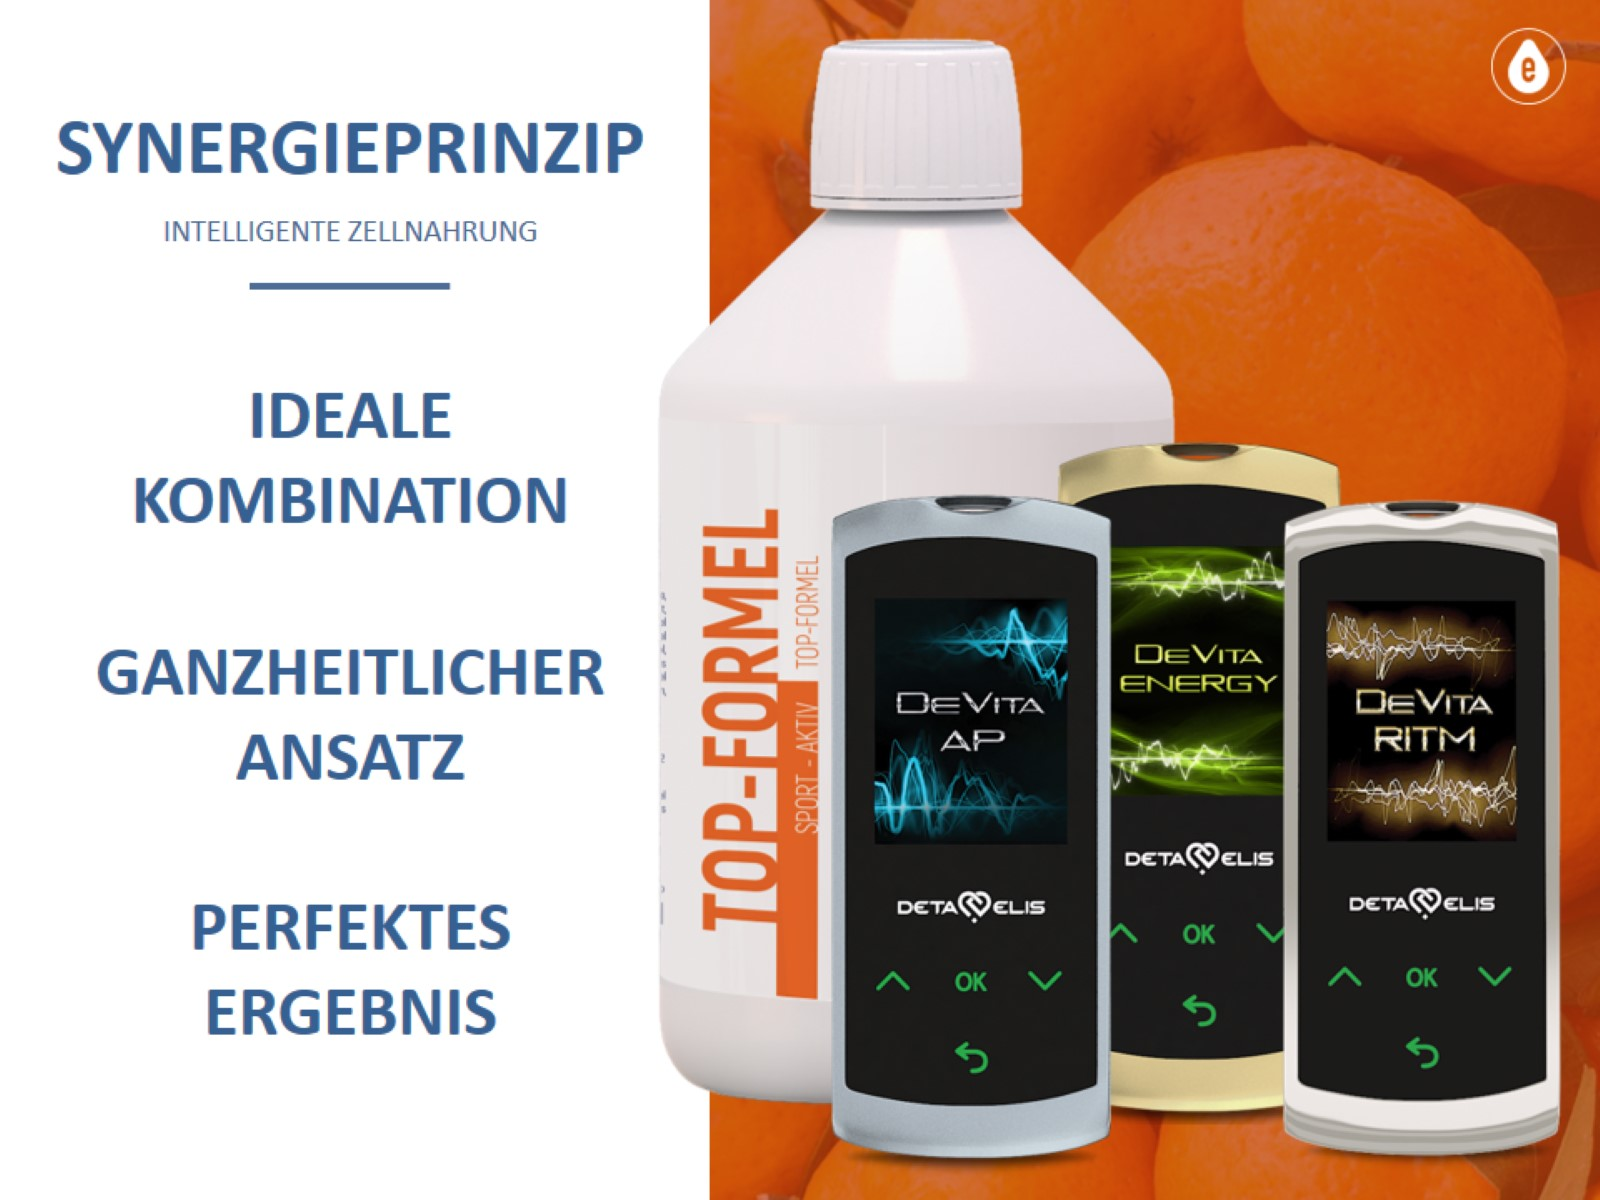 SYNERGIEPRINZIP
INTELLIGENTE ZELLNAHRUNG
IDEALE
KOMBINATION
GANZHEITLICHER
ANSATZ
PERFEKTES
ERGEBNIS
e
TOP-FORMEL
SPORT - AKTIV TOP-FORMEL
DEVITA
AP
DETA ELIS
OK
DEVITA
ENERGY
DETA ELIS
OK
DEVITA
RITM
DETA ELIS
OK